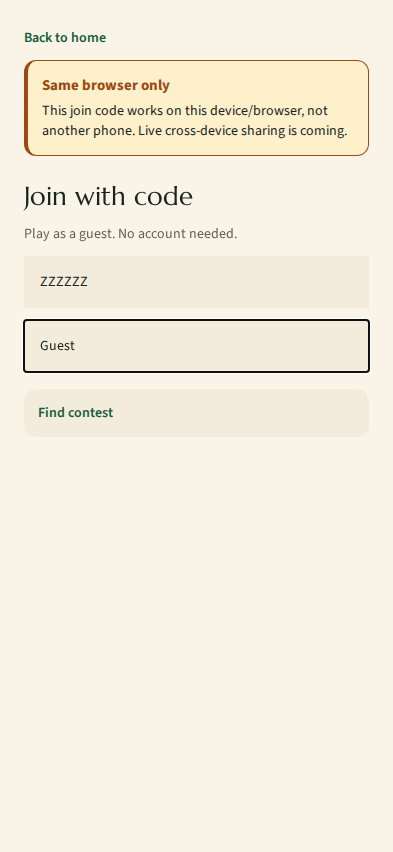 Back to home
Same browser only
This join code works on this device/browser, not
another phone. Live cross-device sharing is coming.
Join with code
Play as a guest. No account needed.
ZZZZZZ
Guest
Find contest